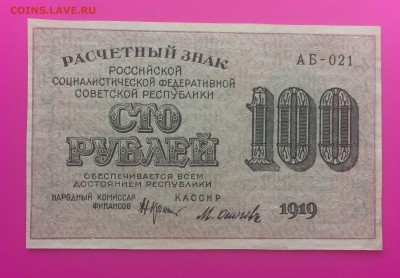 COINS.LAVE.RU
РАСЧЕТНЫЙ ЗНАК
РОССИЙСКОЙ
СОЦИАЛИСТИЧЕСКОЙ ФЕДЕРАТИВНОЙ
СОВЕТСКОЙ РЕСПУБЛИКИ
АБ-021
СТО
РУБЛЕЙ
100
ОБЕСПЕЧИВАЕТСЯ ВСЕМ
ДОСТОЯНИЕМ РЕСПУБЛИКИ
НАРОДНЫЙ КОМИССАР
ФИНАНСОВ
КАССИР
1919